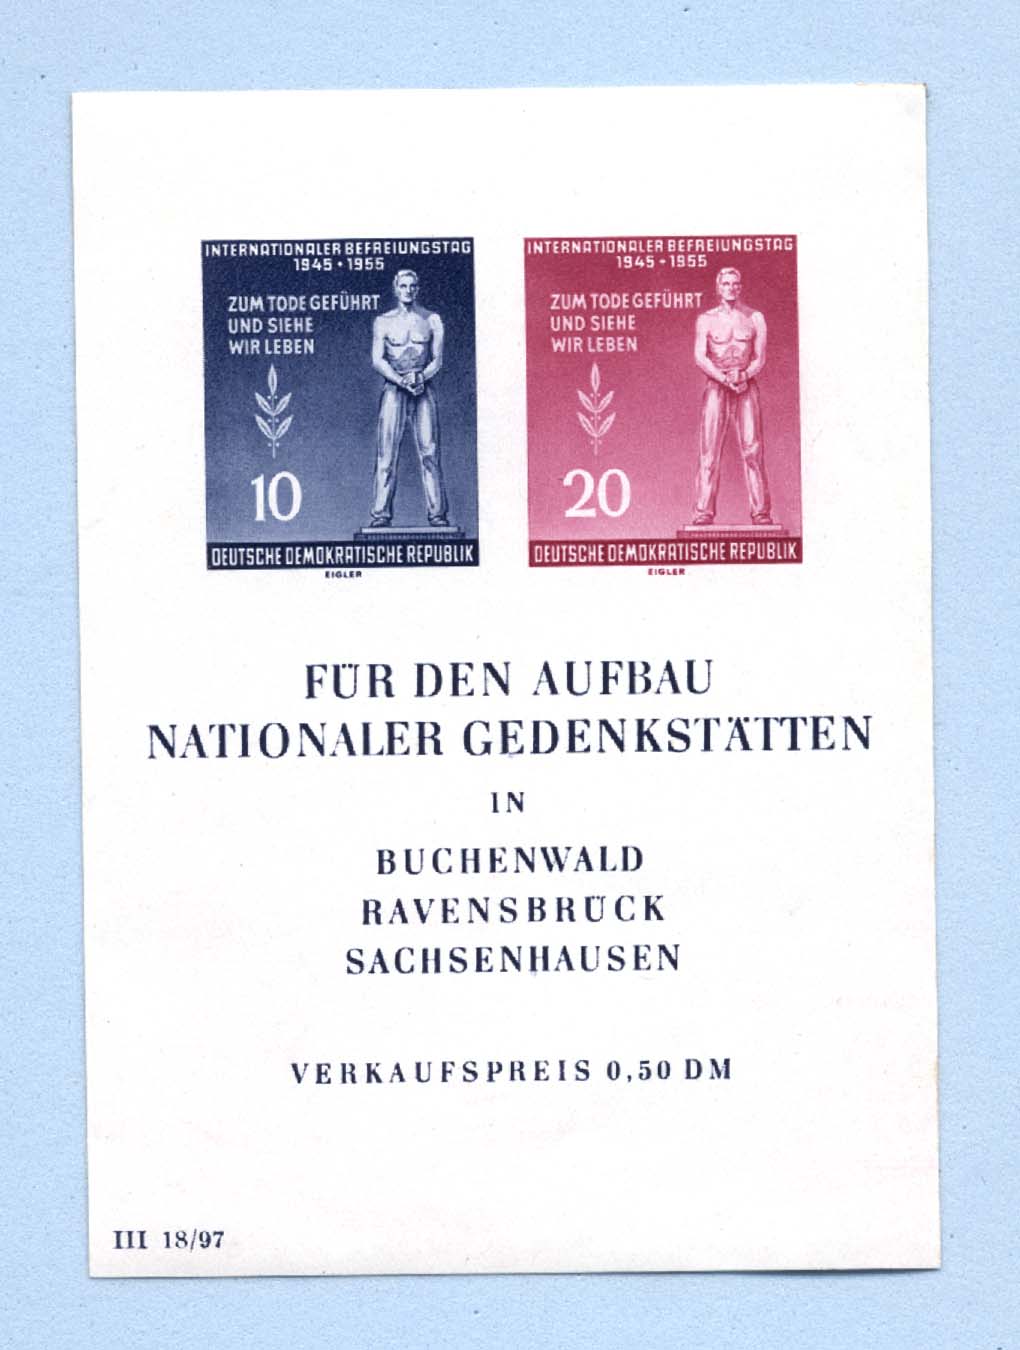 INTERNATIONALER BEFREIUNGSTAG
1945 • 1955
ZUM TODE GEFÜHRT
UND SIEHE
WIR LEBEN
10
DEUTSCHE DEMOKRATISCHE REPUBLIK
EIGLER
INTERNATIONALER BEFREIUNGSTAG
1945 • 1955
ZUM TODE GEFÜHRT
UND SIEHE
WIR LEBEN
20
DEUTSCHE DEMOKRATISCHE REPUBLIK
EIGLER
FÜR DEN AUFBAU
NATIONALER GEDENKSTÄTTEN
IN
BUCHENWALD
RAVENSBRÜCK
SACHSENHAUSEN
VERKAUFSPREIS 0,50 DM
III 18/97